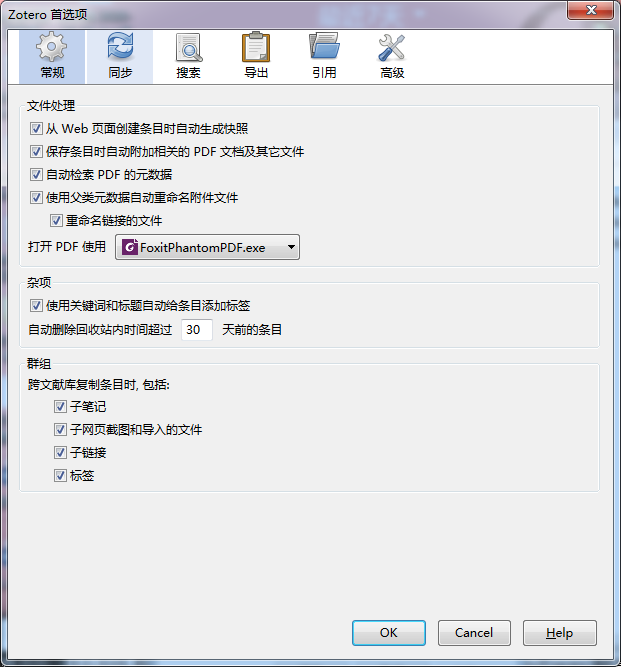 Zotero 首选项
常规 同步 搜索 导出 引用 高级
文件处理
从 Web 页面创建条目时自动生成快照
保存条目时自动附加相关的 PDF 文档及其它文件
自动检索 PDF 的元数据
使用父类元数据自动重命名附件文件
重命名链接的文件
打开 PDF 使用 FoxitPhantomPDF.exe
杂项
使用关键词和标题自动给条目添加标签
自动删除回收站内时间超过 30 天前的条目
群组
跨文献库复制条目时, 包括:
子笔记
子网页截图和导入的文件
子链接
标签
OK Cancel Help